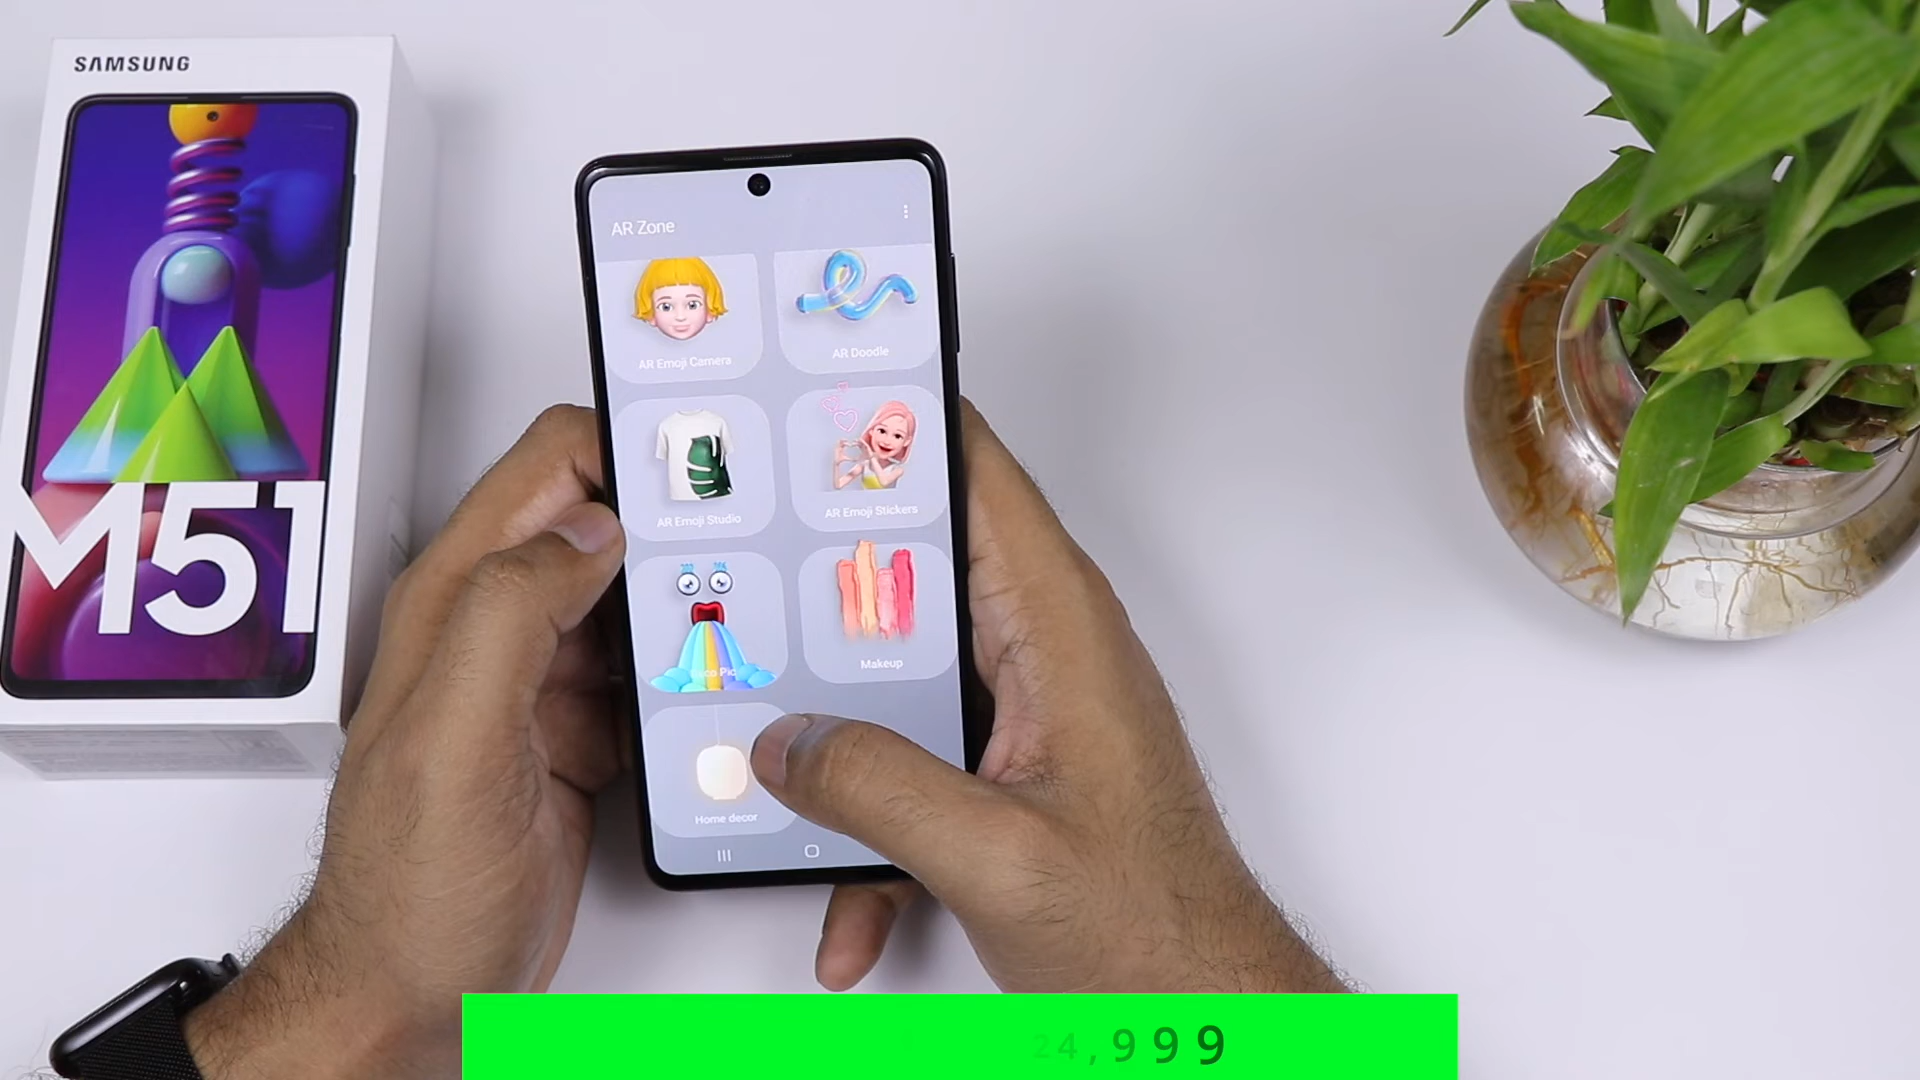 SAMSUNG
M51
AR Zone
AR Emoji Camera
AR Doodle
AR Emoji Studio
AR Emoji Stickers
Pic
Makeup
Home decor
24,999